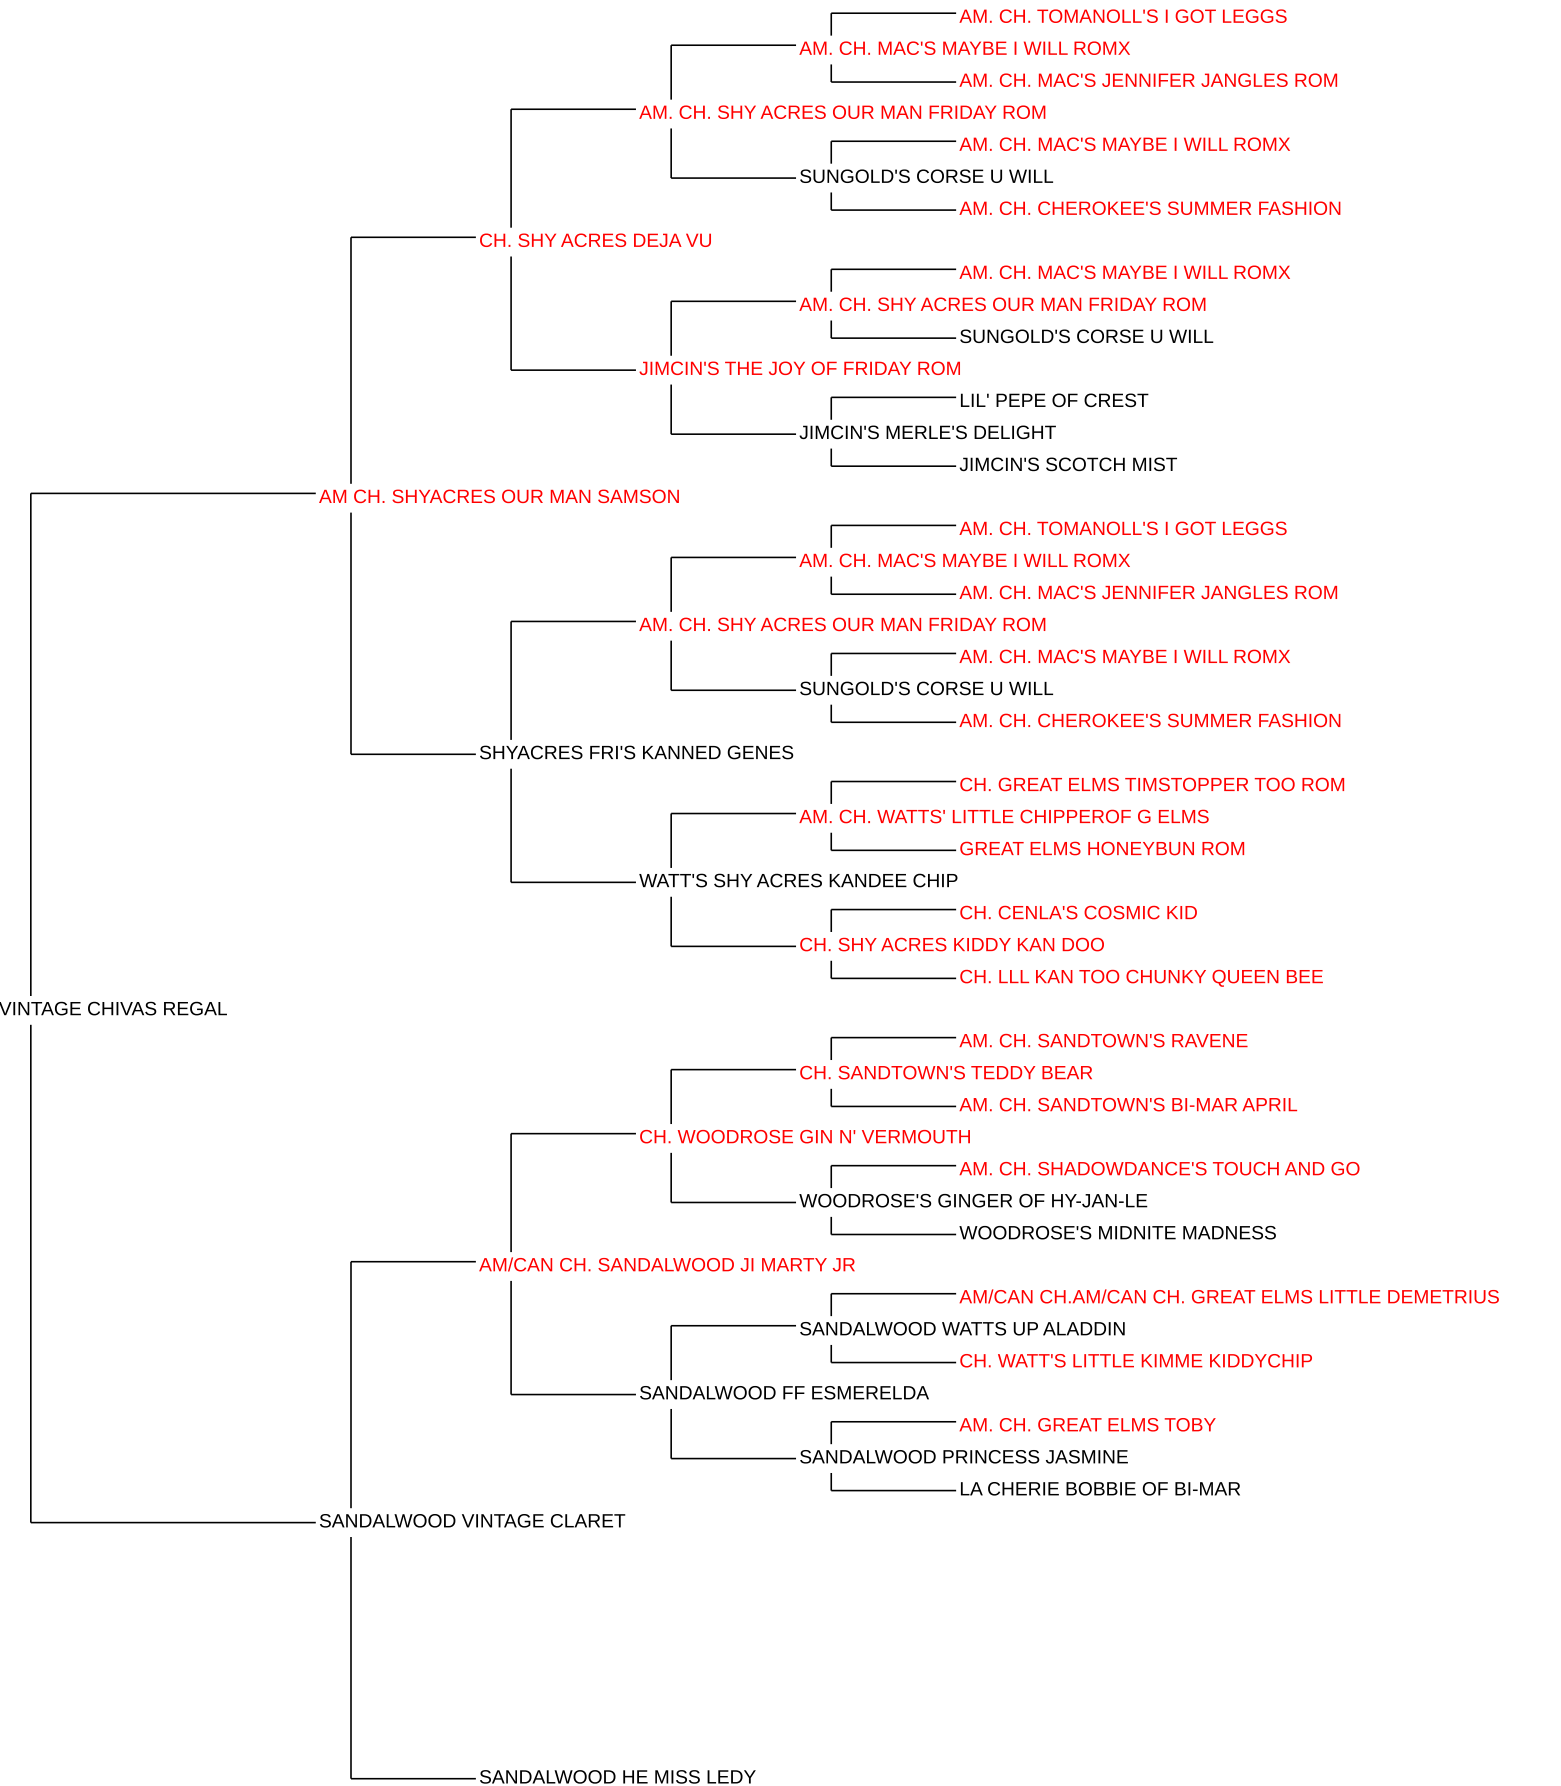 AM. CH. TOMANOLL'S I GOT LEGGS
AM. CH. MAC'S MAYBE I WILL ROMX
AM. CH. MAC'S JENNIFER JANGLES ROM
AM. CH. SHY ACRES OUR MAN FRIDAY ROM
AM. CH. MAC'S MAYBE I WILL ROMX
SUNGOLD'S CORSE U WILL
AM. CH. CHEROKEE'S SUMMER FASHION
CH. SHY ACRES DEJA VU
AM. CH. MAC'S MAYBE I WILL ROMX
AM. CH. SHY ACRES OUR MAN FRIDAY ROM
SUNGOLD'S CORSE U WILL
JIMCIN'S THE JOY OF FRIDAY ROM
LIL' PEPE OF CREST
JIMCIN'S MERLE'S DELIGHT
JIMCIN'S SCOTCH MIST
AM CH. SHYACRES OUR MAN SAMSON
AM. CH. TOMANOLL'S I GOT LEGGS
AM. CH. MAC'S MAYBE I WILL ROMX
AM. CH. MAC'S JENNIFER JANGLES ROM
AM. CH. SHY ACRES OUR MAN FRIDAY ROM
AM. CH. MAC'S MAYBE I WILL ROMX
SUNGOLD'S CORSE U WILL
AM. CH. CHEROKEE'S SUMMER FASHION
SHYACRES FRI'S KANNED GENES
CH. GREAT ELMS TIMSTOPPER TOO ROM
AM. CH. WATTS' LITTLE CHIPPEROF G ELMS
GREAT ELMS HONEYBUN ROM
WATT'S SHY ACRES KANDEE CHIP
CH. CENLA'S COSMIC KID
CH. SHY ACRES KIDDY KAN DOO
CH. LLL KAN TOO CHUNKY QUEEN BEE
VINTAGE CHIVAS REGAL
AM. CH. SANDTOWN'S RAVENE
CH. SANDTOWN'S TEDDY BEAR
AM. CH. SANDTOWN'S BI-MAR APRIL
CH. WOODROSE GIN N' VERMOUTH
AM. CH. SHADOWDANCE'S TOUCH AND GO
WOODROSE'S GINGER OF HY-JAN-LE
WOODROSE'S MIDNITE MADNESS
AM/CAN CH. SANDALWOOD JI MARTY JR
AM/CAN CH.AM/CAN CH. GREAT ELMS LITTLE DEMETRIUS
SANDALWOOD WATTS UP ALADDIN
CH. WATT'S LITTLE KIMME KIDDYCHIP
SANDALWOOD FF ESMERELDA
AM. CH. GREAT ELMS TOBY
SANDALWOOD PRINCESS JASMINE
LA CHERIE BOBBIE OF BI-MAR
SANDALWOOD VINTAGE CLARET
SANDALWOOD HE MISS LEDY